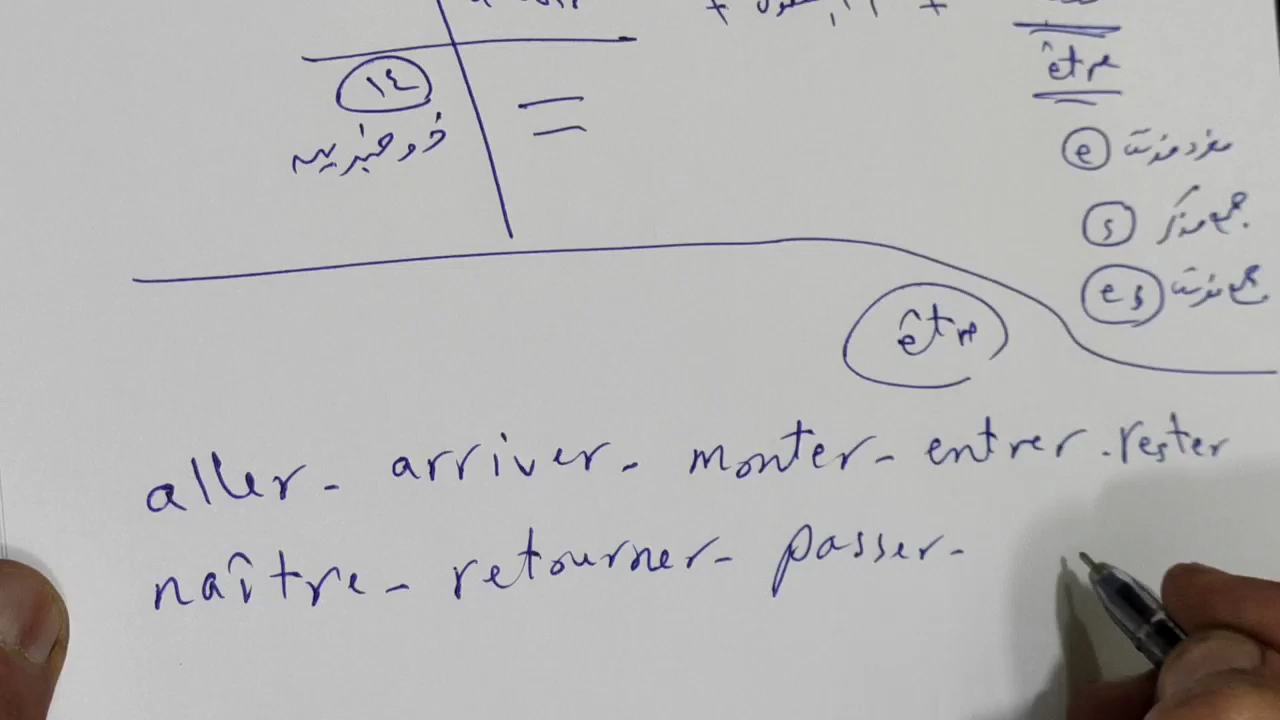 être
١٤
ذو ضميرين
مفرد مؤنث e
جمع مذكر s
جمع مؤنث es
être
aller - arriver - monter - entrer - rester
naître - retourner - passer -